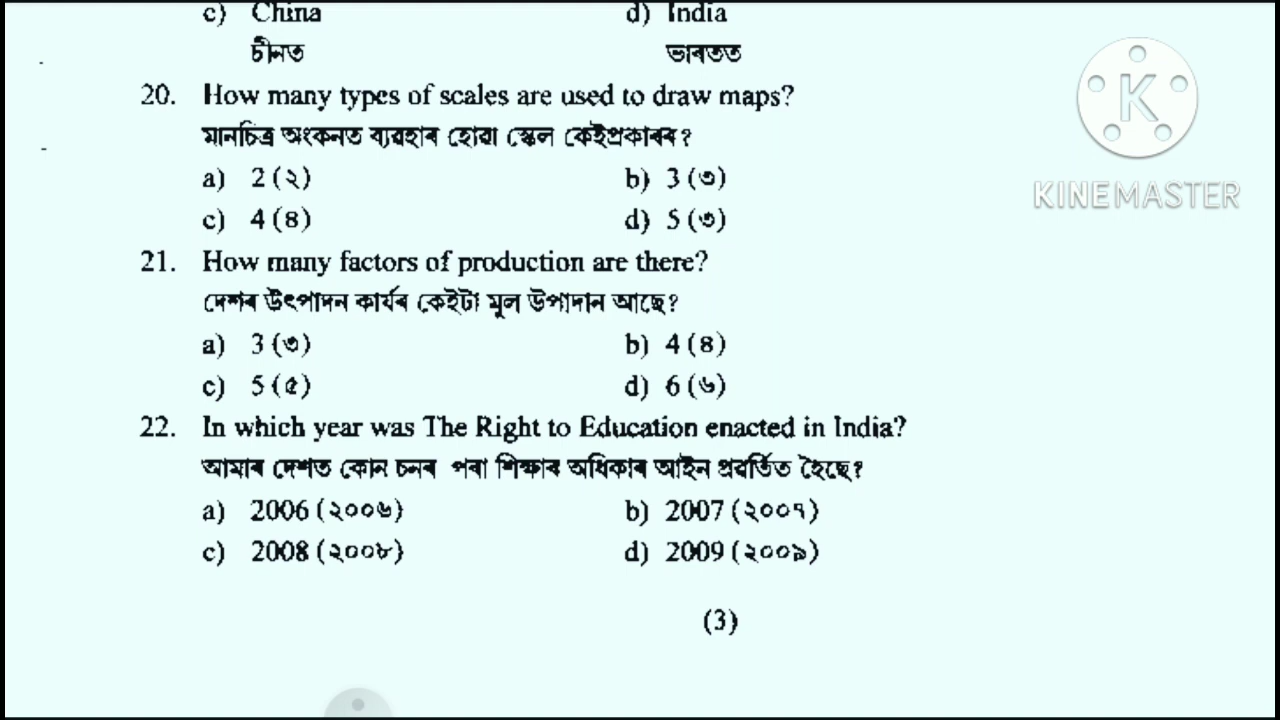 c) China d) India
চীনত ভাৰতত
20. How many types of scales are used to draw maps?
মানচিত্ৰ অংকনত ব্যৱহাৰ হোৱা স্কেল কেইপ্ৰকাৰৰ?
a) 2 (২) b) 3 (৩)
c) 4 (৪) d) 5 (৩)
21. How many factors of production are there?
দেশৰ উৎপাদন কাৰ্যৰ কেইটা মূল উপাদান আছে?
a) 3 (৩) b) 4 (৪)
c) 5 (৫) d) 6 (৬)
22. In which year was The Right to Education enacted in India?
আমাৰ দেশত কোন চনৰ পৰা শিক্ষাৰ অধিকাৰ আইন প্ৰৱৰ্তিত হৈছে?
a) 2006 (২০০৬) b) 2007 (২০০৭)
c) 2008 (২০০৮) d) 2009 (২০০৯)
(3)
K
KINEMASTER